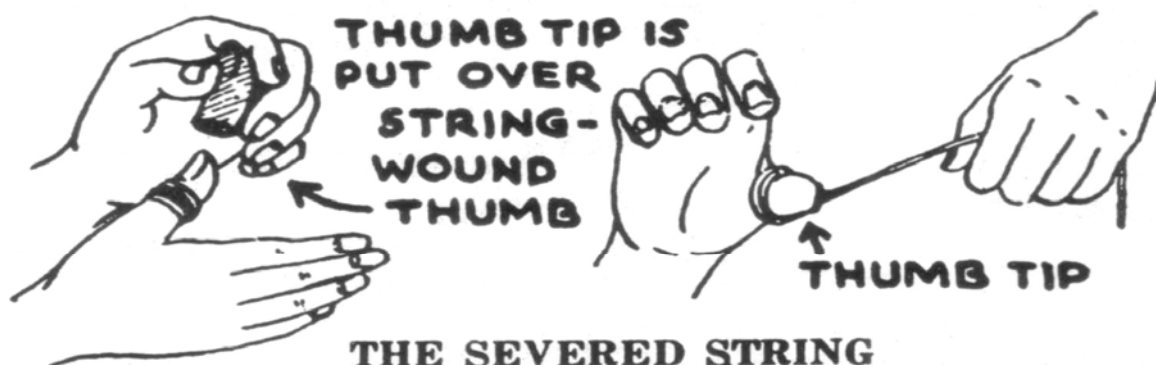 THUMB TIP IS
PUT OVER
STRING-
WOUND
THUMB
THUMB TIP
THE SEVERED STRING